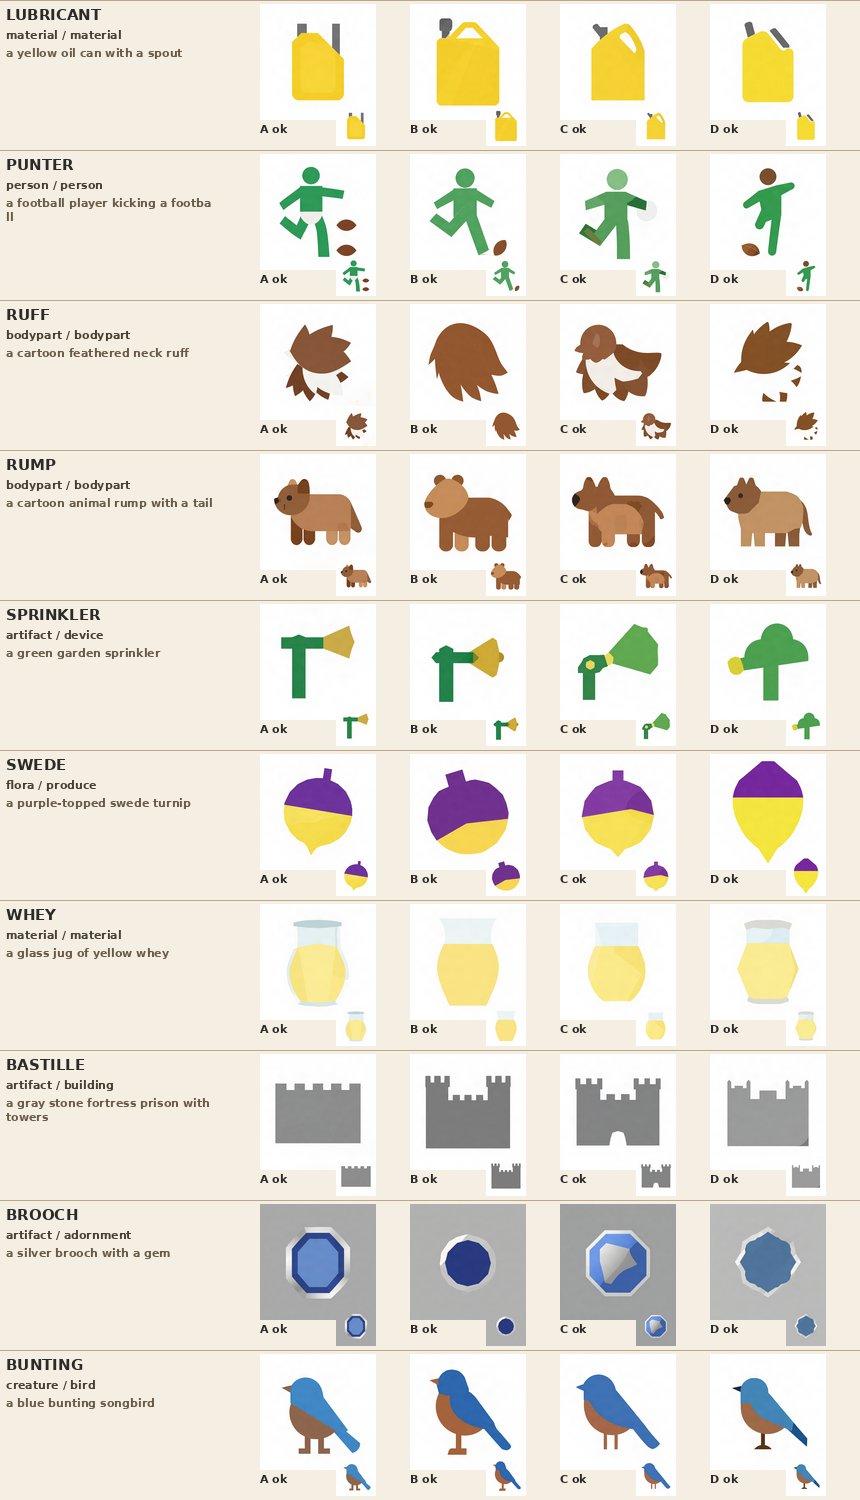 LUBRICANT
material / material
a yellow oil can with a spout
A ok B ok C ok D ok
PUNTER
person / person
a football player kicking a footba
ll
A ok B ok C ok D ok
RUFF
bodypart / bodypart
a cartoon feathered neck ruff
A ok B ok C ok D ok
RUMP
bodypart / bodypart
a cartoon animal rump with a tail
A ok B ok C ok D ok
SPRINKLER
artifact / device
a green garden sprinkler
A ok B ok C ok D ok
SWEDE
flora / produce
a purple-topped swede turnip
A ok B ok C ok D ok
WHEY
material / material
a glass jug of yellow whey
A ok B ok C ok D ok
BASTILLE
artifact / building
a gray stone fortress prison with
towers
A ok B ok C ok D ok
BROOCH
artifact / adornment
a silver brooch with a gem
A ok B ok C ok D ok
BUNTING
creature / bird
a blue bunting songbird
A ok B ok C ok D ok